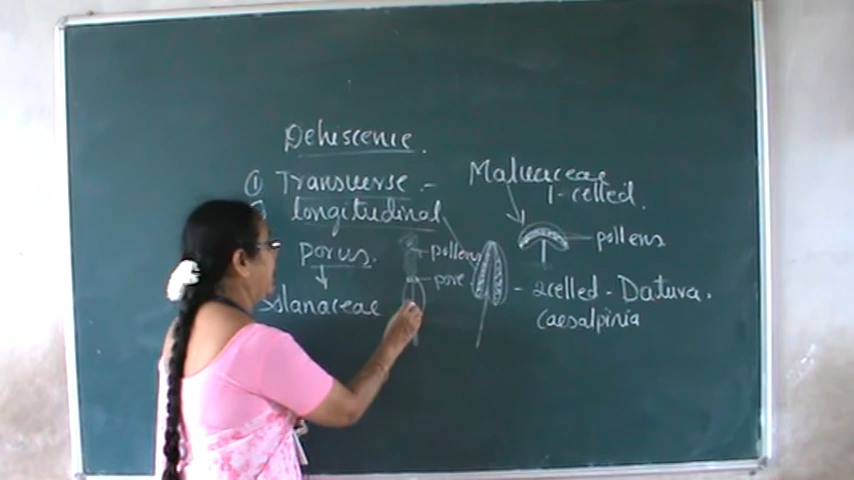 Dehiscence.
① Transverse -
Malvaceae
1-celled.
longitudinal
pollens
porus.
pollens
pore
Solanaceae
- 2celled - Datura.
Caesalpinia